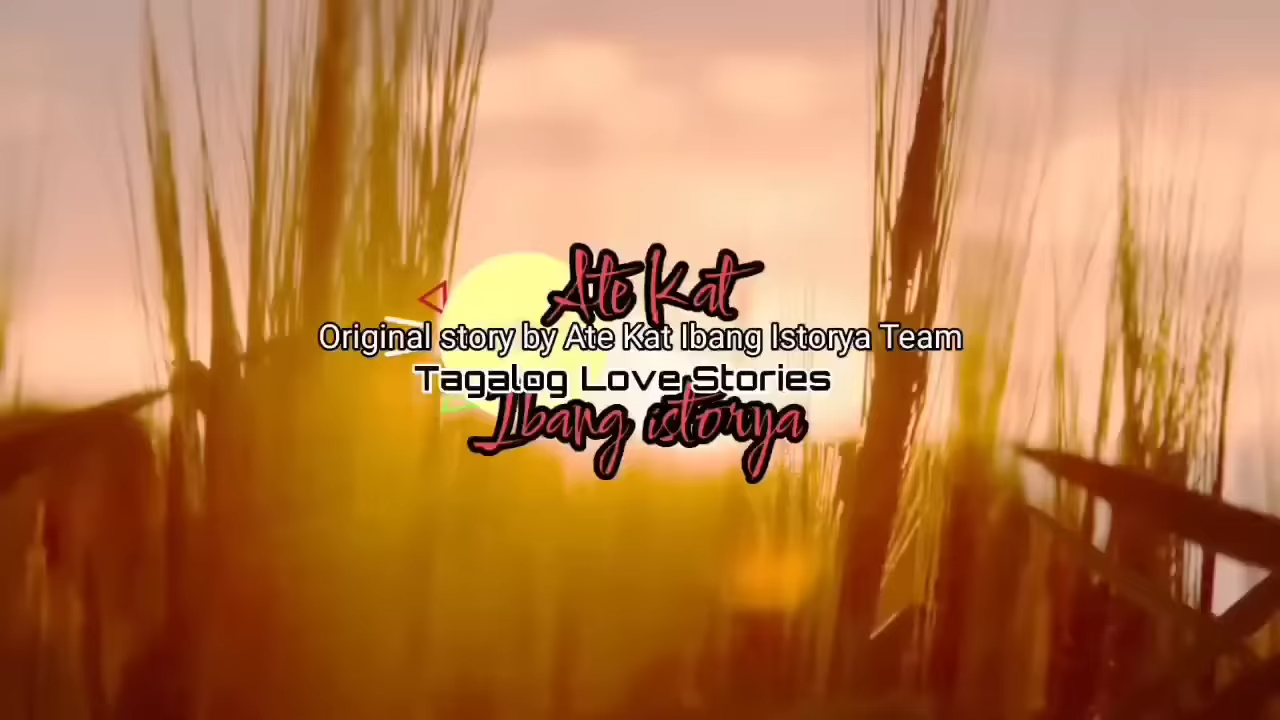 Ate Kat
Original story by Ate Kat Ibang Istorya Team
Tagalog Love Stories
Ibang istorya